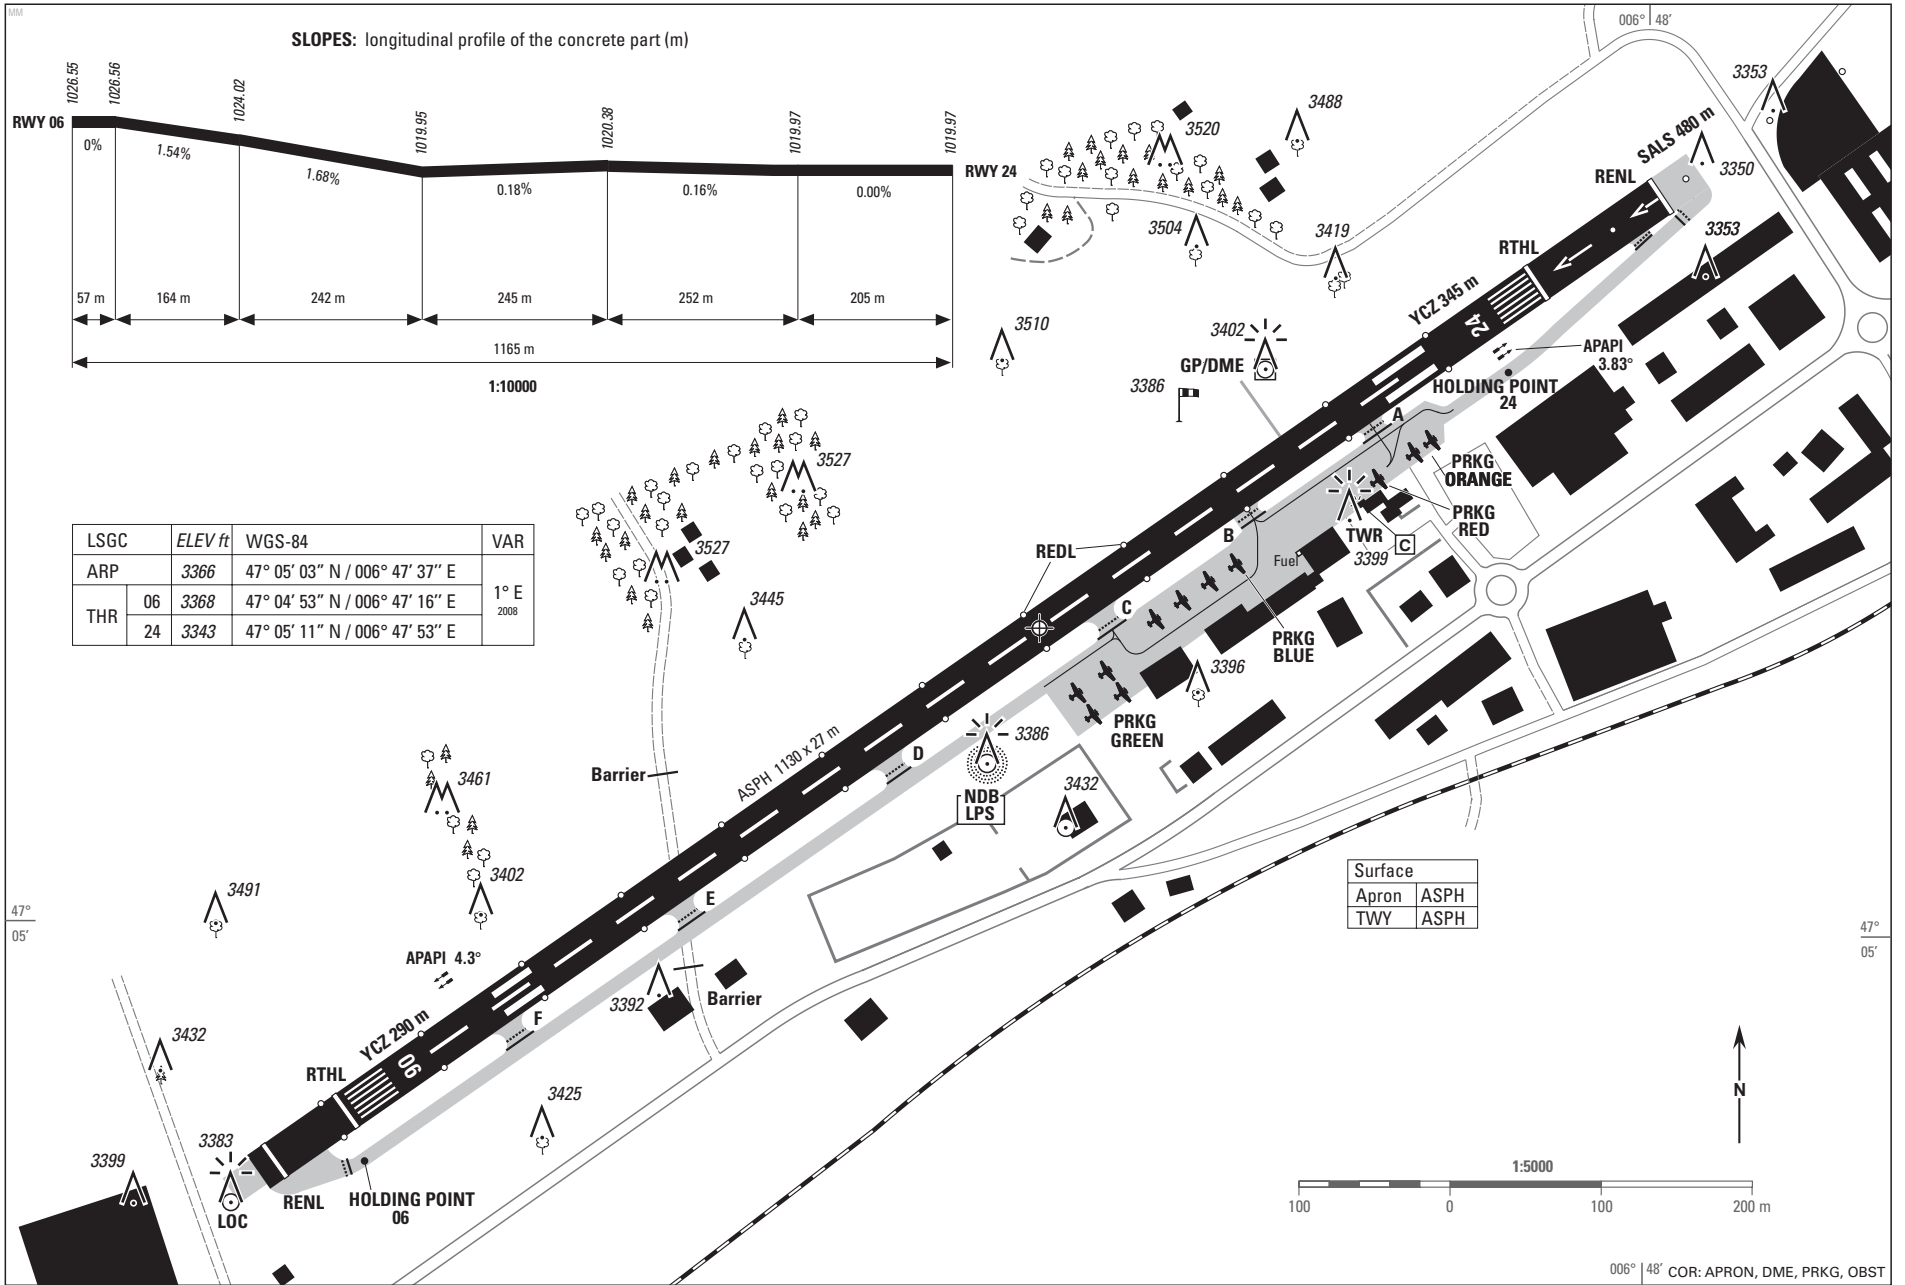 MM
SLOPES: longitudinal profile of the concrete part (m)
1026.55
1026.56
1024.02
1019.95
1020.38
1019.97
1019.97
RWY 06
RWY 24
0%
1.54%
1.68%
0.18%
0.16%
0.00%
57 m
164 m
242 m
245 m
252 m
205 m
1165 m
1:10000
006° 48′
3353
3488
3520
SALS 480 m
3350
RENL
3504
3419
3353
RTHL
YCZ 345 m
24
3510
3402
GP/DME
APAPI
3.83°
3386
HOLDING POINT
24
A
3527
PRKG
ORANGE
PRKG
RED
B
TWR
C
3399
Fuel
REDL
3527
LSGC ELEV ft WGS-84 VAR
ARP 3366 47° 05′ 03″ N / 006° 47′ 37″ E
THR 06 3368 47° 04′ 53″ N / 006° 47′ 16″ E
24 3343 47° 05′ 11″ N / 006° 47′ 53″ E
1° E
2008
3445
C
PRKG
BLUE
3396
PRKG
GREEN
3386
ASPH 1130 x 27 m
D
Barrier
NDB
LPS
3432
3461
3402
3491
E
Surface
Apron ASPH
TWY ASPH
47°
05′
47°
05′
APAPI 4.3°
3392
Barrier
F
YCZ 290 m
06
3432
RTHL
3425
3383
3399
RENL
LOC
HOLDING POINT
06
N
1:5000
100 0 100 200 m
006° 48′
COR: APRON, DME, PRKG, OBST